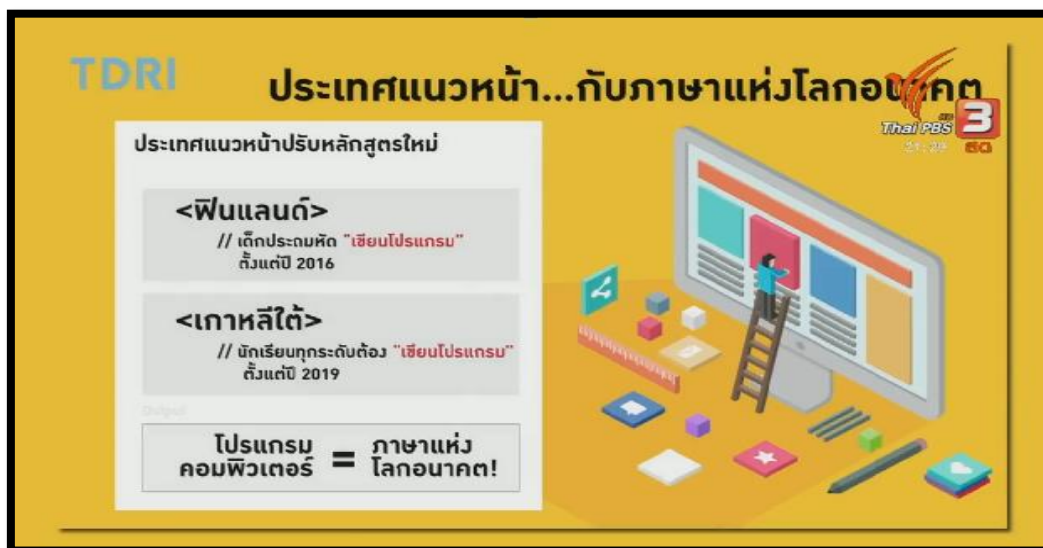 TDRI
ประเทศแนวหน้า...กับภาษาแห่งโลกอนาคต
Thai PBS
HD
3
21:29
สด
ประเทศแนวหน้าปรับหลักสูตรใหม่
<ฟินแลนด์>
// เด็กประถมหัด "เขียนโปรแกรม"
ตั้งแต่ปี 2016
<เกาหลีใต้>
// นักเรียนทุกระดับต้อง "เขียนโปรแกรม"
ตั้งแต่ปี 2019
Output
โปรแกรม
คอมพิวเตอร์ = ภาษาแห่ง
โลกอนาคต!